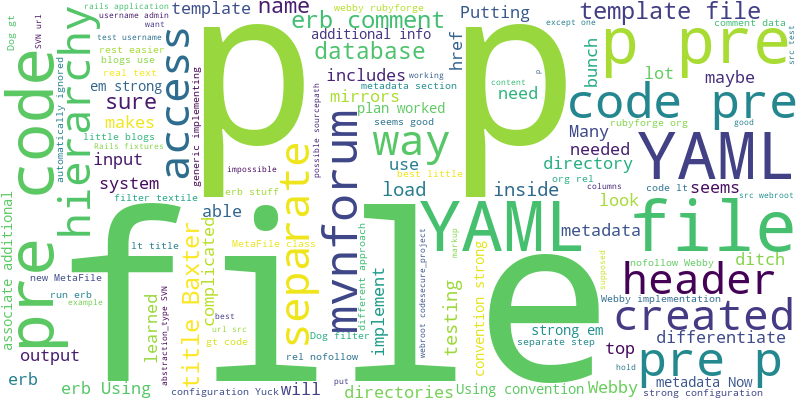 p p
file
YAML
YAML
file
pre code
hierarchy
access
separate
mvnforum
way
code pre
p pre
header
created
pre p
template file
erb comment
database
template
name
additional info
includes
mirrors
plan worked
seems good
em strong
sure
makes
input
system
filter textile
able
load
use
inside
need
href
Putting
bunch
lot
maybe
Many
needed
directory
org rel
code lt
seems
look
metadata
ditch
differentiate
top
metadata Now
hold
strong configuration
Webby
Webby implementation
nofollow Webby
strong em
separate step
Using convention
convention strong
testing
implement
complicated
title Baxter
learned
output
erb
erb Using
run erb
example
new MetaFile
lt title
associate additional
abstraction_type SVN
configuration Yuck
will
directories
rel nofollow
Dog filter
different approach
webroot codesecure_project
MetaFile class
gt code
url src
best
put
markup
supposed
erb stuff
impossible
possible sourcepath
generic implementing
best little
working
content
p
columns
src webroot
good
rubyforge org
comment data
src test
except one
want
webby rubyforge
metadata section
rails application
username admin
test username
rest easier
blogs use
real text
little blogs
Rails fixtures
automatically ignored
SVN url
Dog gt